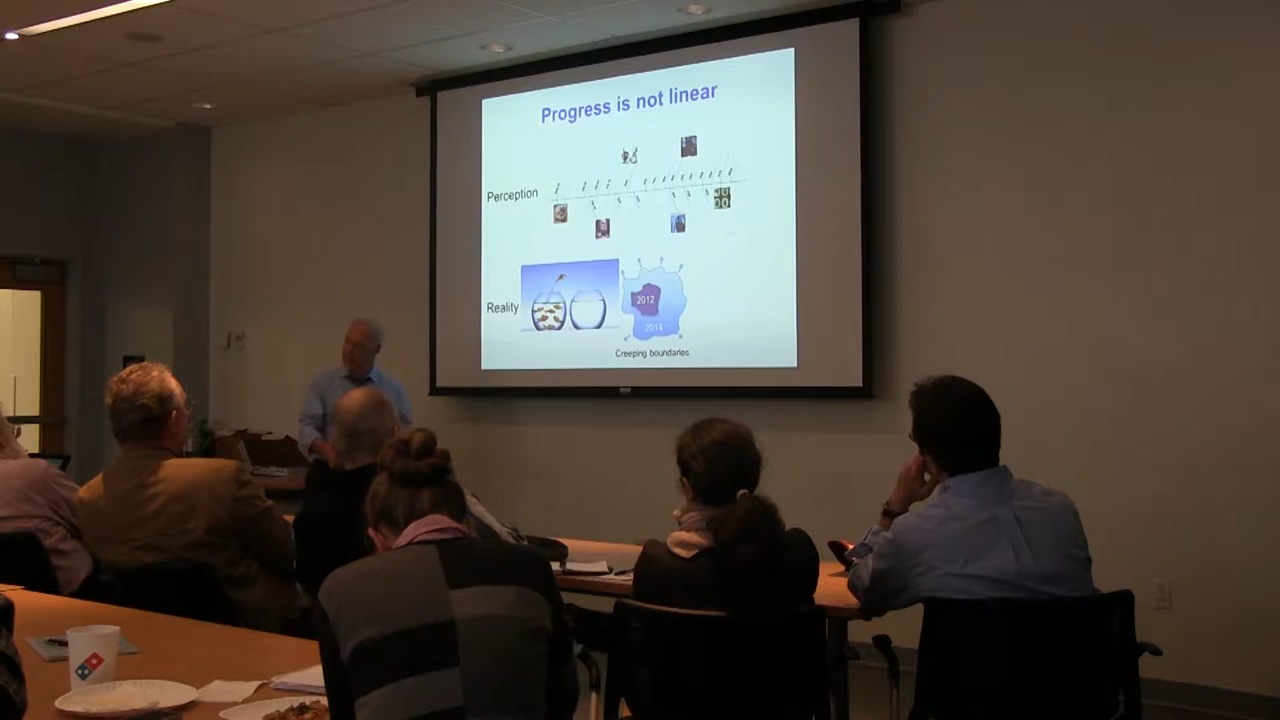 Progress is not linear
Perception
Reality
2012
2014
Creeping boundaries